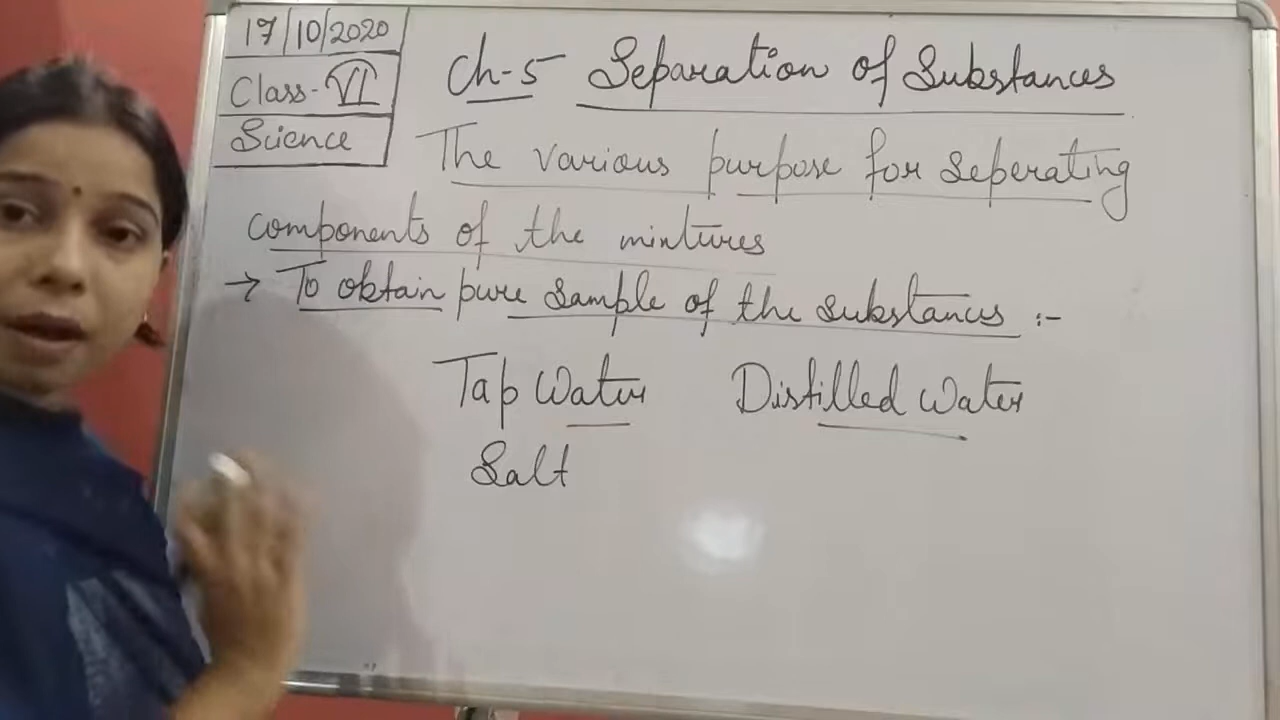 17/10/2020
Class-VI
Science
Ch-5 Separation of Substances
The various purpose for seperating
components of the mixtures
→ To obtain pure sample of the substances :-
Tap Water Distilled Water
Salt